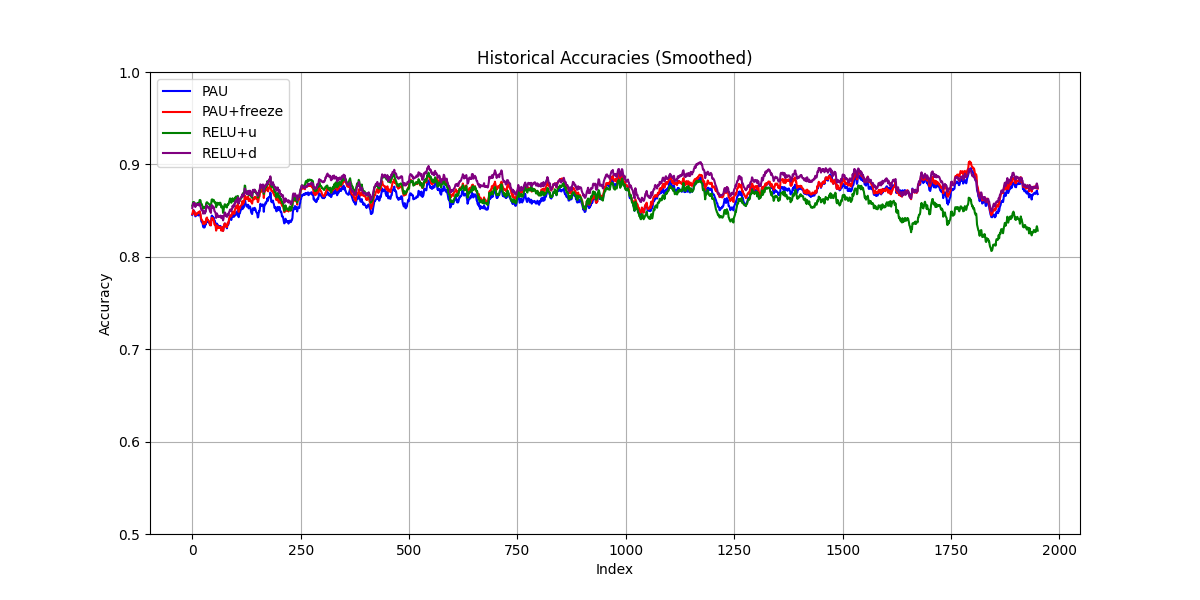 Historical Accuracies (Smoothed)
PAU
PAU+freeze
RELU+u
RELU+d
Accuracy
1.0
0.9
0.8
0.7
0.6
0.5
0
250
500
750
1000
1250
1500
1750
2000
Index